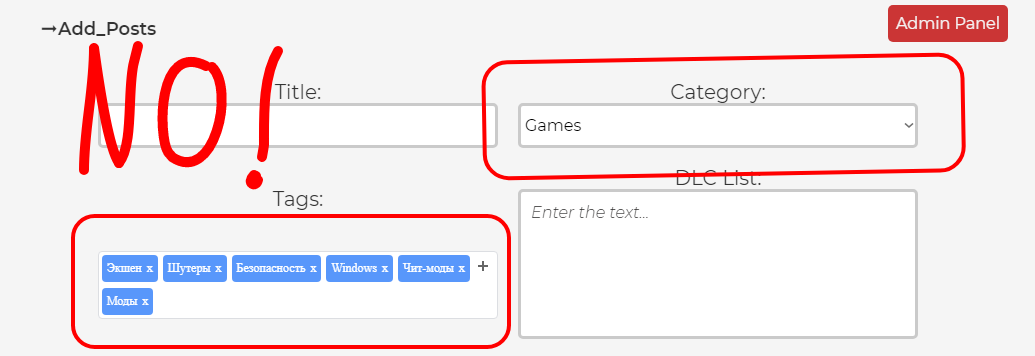 →Add_Posts
Admin Panel
NO!
Title:
Category:
Games
Tags:
DLC List:
Enter the text...
Экшен x Шутеры x Безопасность x Windows x Чит-моды x +
Моды x